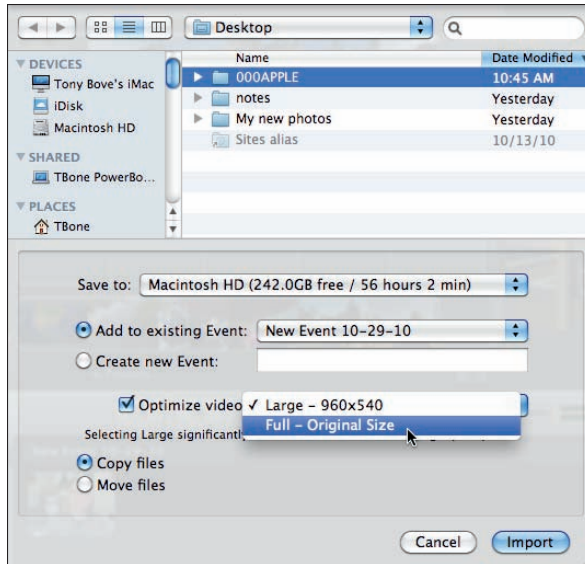 Desktop
Name Date Modified
DEVICES
Tony Bove's iMac
iDisk
Macintosh HD
SHARED
TBone PowerBo...
PLACES
TBone
000APPLE 10:45 AM
notes Yesterday
My new photos Yesterday
Sites alias 10/13/10
Save to: Macintosh HD (242.0GB free / 56 hours 2 min)
Add to existing Event: New Event 10-29-10
Create new Event:
Optimize video ✓ Large – 960x540
Full – Original Size
Selecting Large significantly
Copy files
Move files
Cancel Import